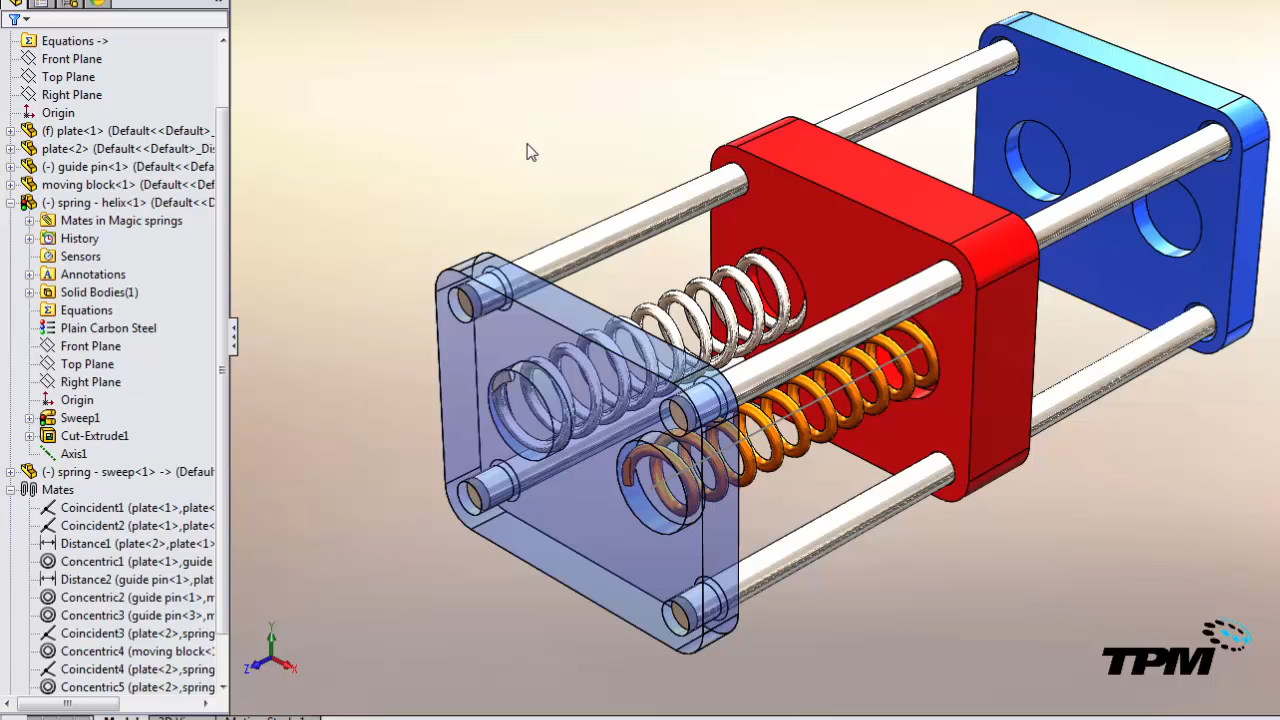 Equations ->
Front Plane
Top Plane
Right Plane
Origin
(f) plate<1> (Default<<Default>_
plate<2> (Default<<Default>_Dis
(-) guide pin<1> (Default<<Defa
moving block<1> (Default<<Def
(-) spring - helix<1> (Default<<D
Mates in Magic springs
History
Sensors
Annotations
Solid Bodies(1)
Equations
Plain Carbon Steel
Front Plane
Top Plane
Right Plane
Origin
Sweep1
Cut-Extrude1
Axis1
(-) spring - sweep<1> -> (Defaul
Mates
Coincident1 (plate<1>,plate<
Coincident2 (plate<1>,plate<
Distance1 (plate<2>,plate<1>
Concentric1 (plate<1>,guide
Distance2 (guide pin<1>,plat
Concentric2 (guide pin<1>,m
Concentric3 (guide pin<3>,m
Coincident3 (plate<2>,spring
Concentric4 (moving block<
Coincident4 (plate<2>,spring
Concentric5 (plate<2>,spring
Y
Z
X
TPM